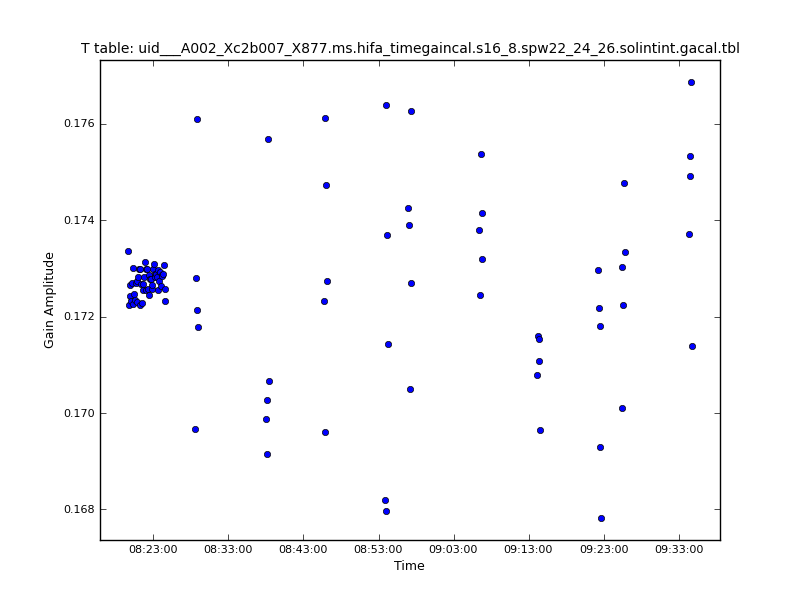 T table: uid___A002_Xc2b007_X877.ms.hifa_timegaincal.s16_8.spw22_24_26.solintint.gacal.tbl
Gain Amplitude
0.176
0.174
0.172
0.170
0.168
08:23:00 08:33:00 08:43:00 08:53:00 09:03:00 09:13:00 09:23:00 09:33:00
Time